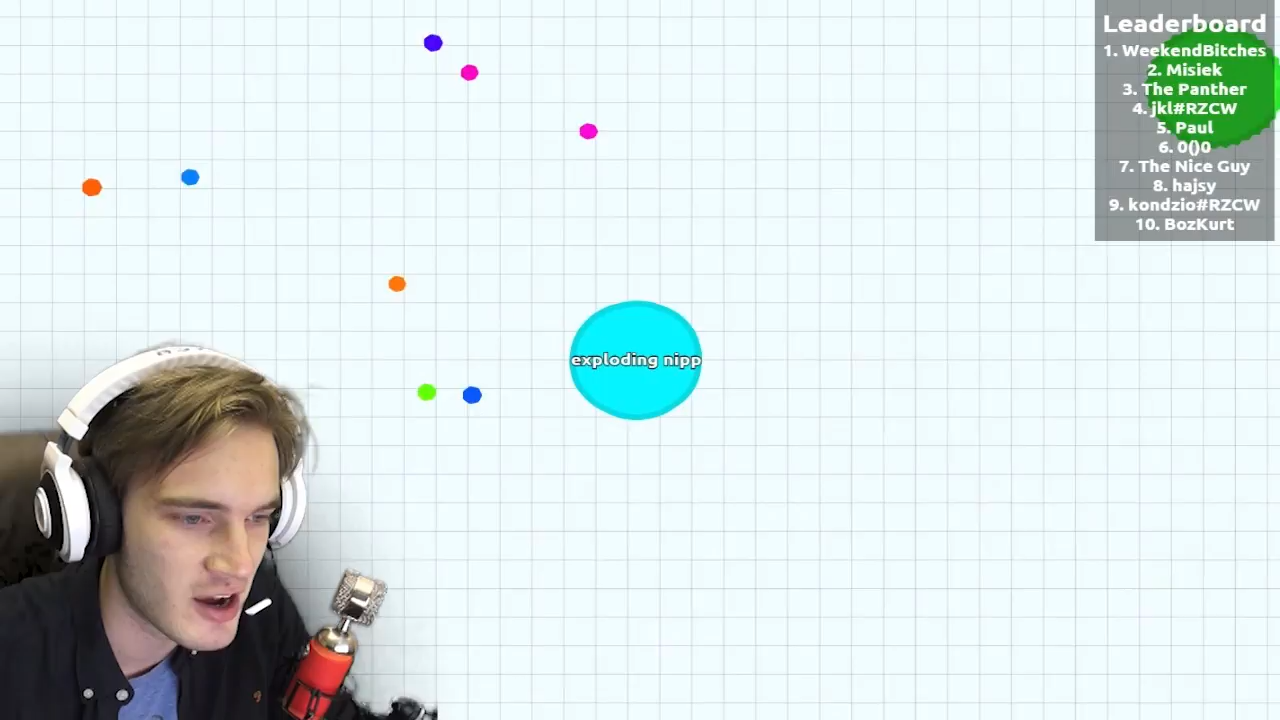 Leaderboard
1. WeekendBitches
2. Misiek
3. The Panther
4. jkl#RZCW
5. Paul
6. 0()0
7. The Nice Guy
8. hajsy
9. kondzio#RZCW
10. BozKurt
exploding nipp